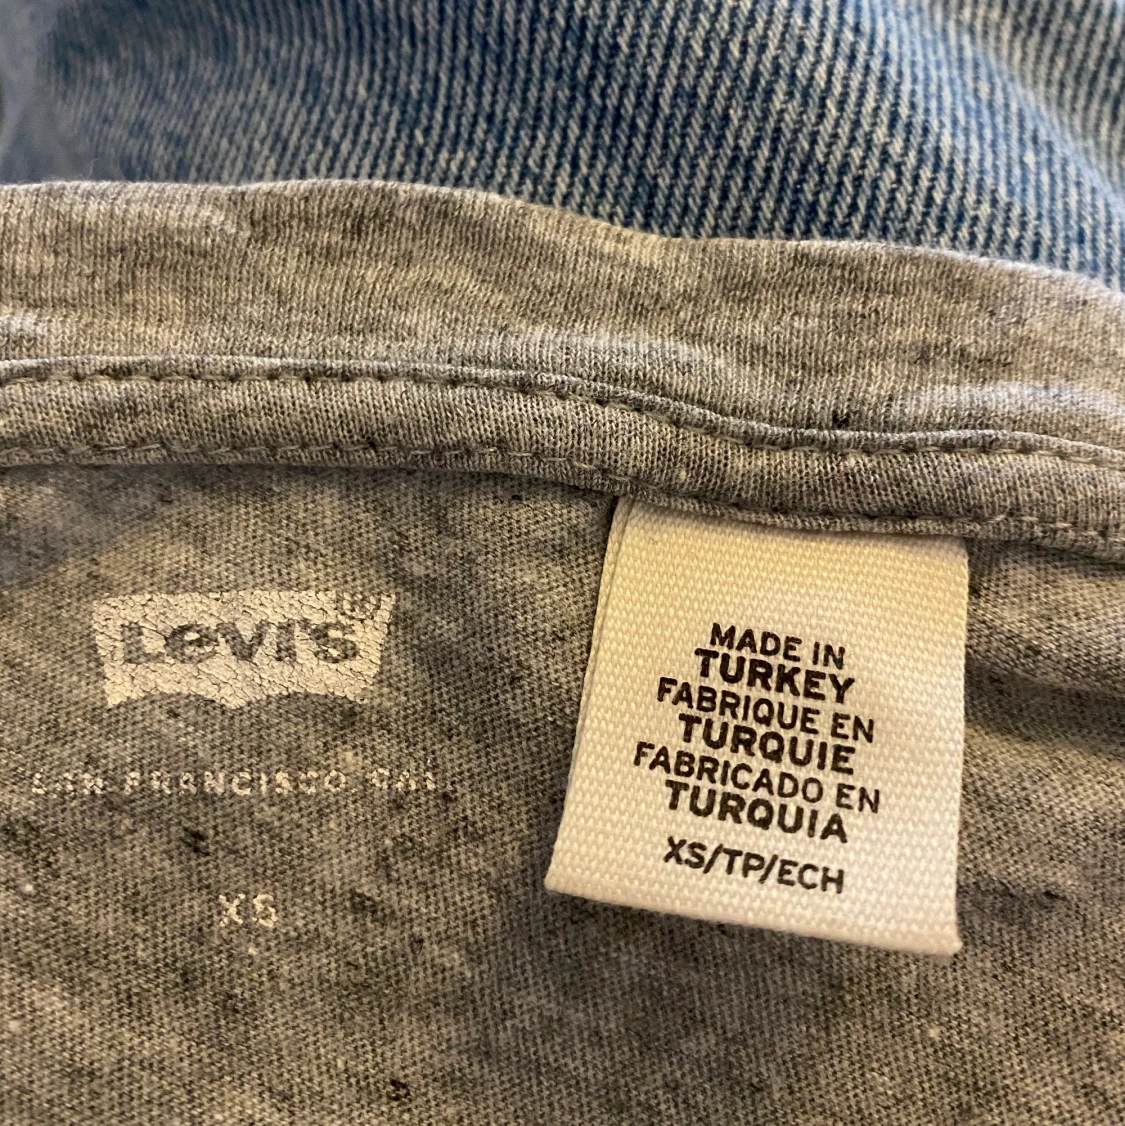 LEVI'S
SAN FRANCISCO CAL
XS
MADE IN
TURKEY
FABRIQUE EN
TURQUIE
FABRICADO EN
TURQUIA
XS/TP/ECH